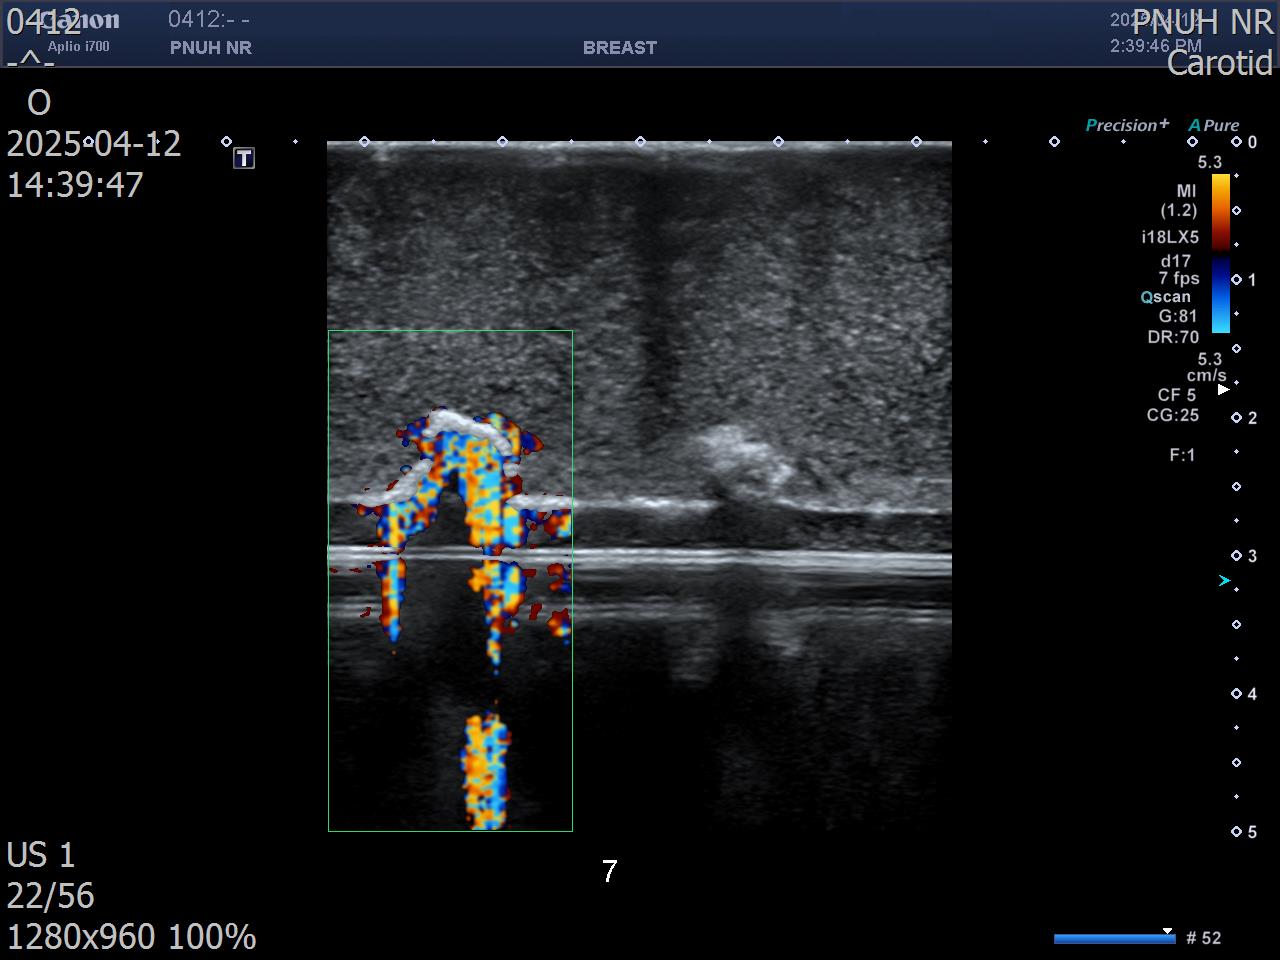 0412
Canon
0412:- -
PNUH NR
Aplio i700
PNUH NR
BREAST
2:39:46 PM
-^-
Carotid
O
2025-04-12
14:39:47
T
Precision+ APure
0
5.3
MI
(1.2)
i18LX5
d17
7 fps
1
Qscan
G:81
DR:70
5.3
cm/s
CF 5
2
CG:25
F:1
3
4
5
US 1
7
22/56
1280x960 100%
# 52